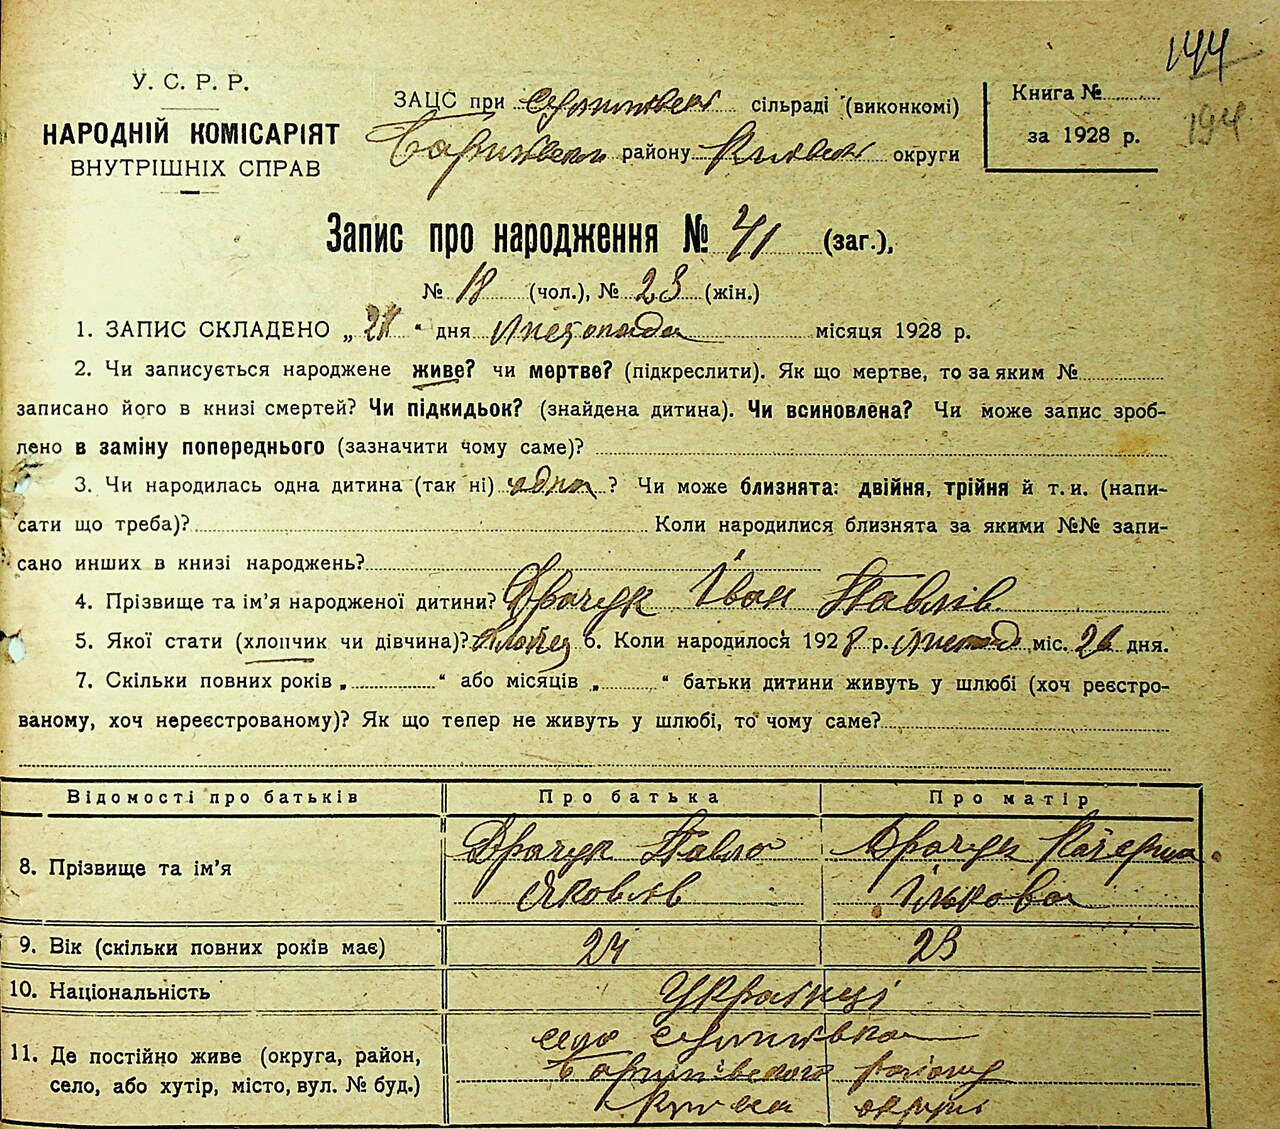 144
194
У. С. Р. Р.
НАРОДНІЙ КОМІСАРІЯТ
ВНУТРІШНІХ СПРАВ
ЗАЦС при сільраді (виконкомі)
району округи
Книга №
за 1928 р.
Запис про народження № 41 (заг.),
№ 18 (чол.), № 23 (жін.)
1. ЗАПИС СКЛАДЕНО „ “ дня Листопада місяця 1928 р.
2. Чи записується народжене живе? чи мертве? (підкреслити). Як що мертве, то за яким №
записано його в книзі смертей? Чи підкидьок? (знайдена дитина). Чи всиновлена? Чи може запис зроб-
лено в заміну попереднього (зазначити чому саме)?
3. Чи народилась одна дитина (так ні) одна ? Чи може близнята: двійня, трійня й т. и. (напи-
сати що треба)? Коли народилися близнята за якими №№ запи-
сано инших в книзі народжень?
4. Прізвище та ім’я народженої дитини? Драчук Іван Павлів
5. Якої стати (хлопчик чи дівчина)? 6. Коли народилося 1928 р. міс. 26 дня.
7. Скільки повних років „ “ або місяців „ “ батьки дитини живуть у шлюбі (хоч реєстро-
ваному, хоч нереєстрованому)? Як що тепер не живуть у шлюбі, то чому саме?
Відомості про батьків Про батька Про матір
8. Прізвище та ім’я Драчук Павло Яковлів Драчук Катерина Ількова
9. Вік (скільки повних років має) 24 23
10. Національність Українці
11. Де постійно живе (округа, район,
село, або хутір, місто, вул. № буд.)
село
Баришівского району
округи